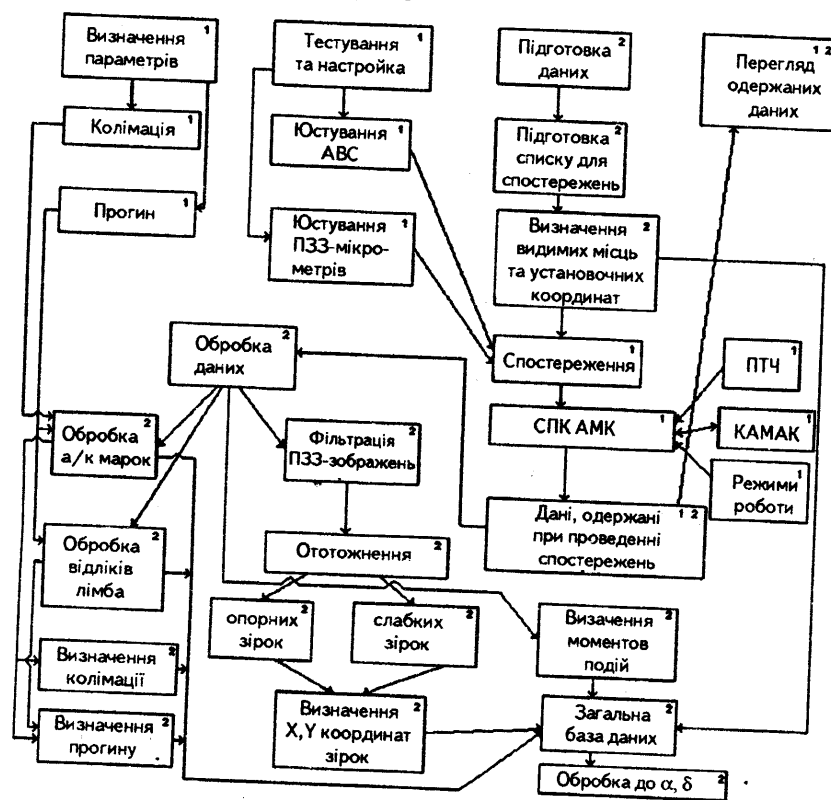 Визначення 1
параметрів
Тестування 1
та настройка
Підготовка 2
даних
1 2
Перегляд
одержаних
даних
Колімація 1
Юстування 1
АВС
Підготовка 2
списку для
спостережень
Прогин 1
Юстування 1
ПЗЗ-мікро-
метрів
Визначення 2
видимих місць
та установочних
координат
Обробка 2
даних
Спостереження 1
ПТЧ 1
Обробка 2
а/к марок
Фільтрація 2
ПЗЗ-зображень
СПК АМК 1
КАМАК 1
Режими 1
роботи
Дані, одержані 1 2
при проведенні
спостережень
Обробка 2
відліків
лімба
Ототожнення 2
опорних 2
зірок
слабких 2
зірок
Визачення 2
моментов
подій
Визначення 2
колімації
Визначення 2
прогину
Визначення 2
X,Y координат
зірок
Загальна 2
база даних
Обробка до α, δ 2